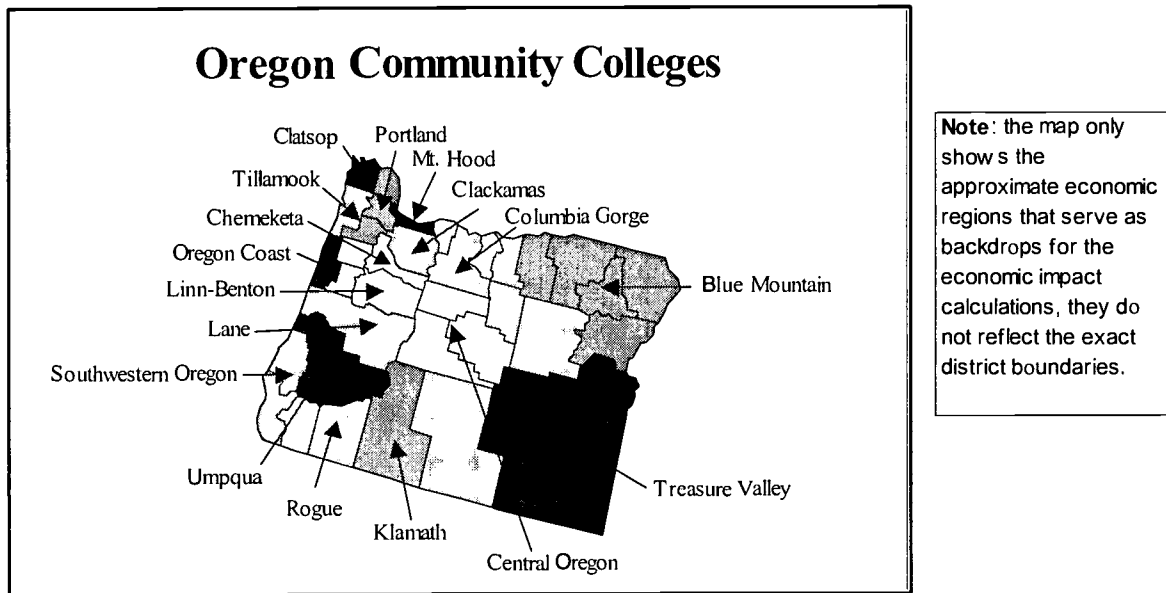 Oregon Community Colleges
Clatsop
Portland
Mt. Hood
Tillamook
Clackamas
Chemeketa
Columbia Gorge
Oregon Coast
Linn-Benton
Blue Mountain
Lane
Southwestern Oregon
Umpqua
Treasure Valley
Rogue
Klamath
Central Oregon
Note: the map only
shows the
approximate economic
regions that serve as
backdrops for the
economic impact
calculations, they do
not reflect the exact
district boundaries.